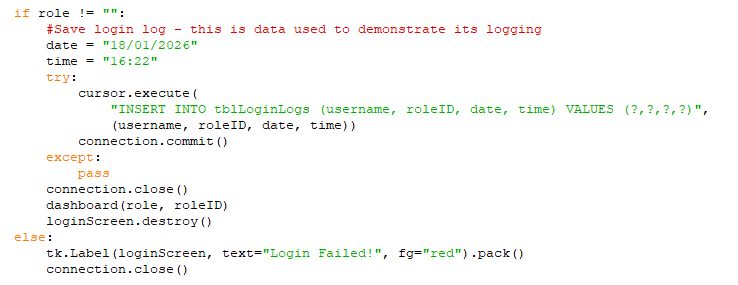 if role != "":
    #Save login log - this is data used to demonstrate its logging
    date = "18/01/2026"
    time = "16:22"
    try:
        cursor.execute(
            "INSERT INTO tblLoginLogs (username, roleID, date, time) VALUES (?,?,?,?)",
            (username, roleID, date, time))
        connection.commit()
    except:
        pass
    connection.close()
    dashboard(role, roleID)
    loginScreen.destroy()
else:
    tk.Label(loginScreen, text="Login Failed!", fg="red").pack()
    connection.close()